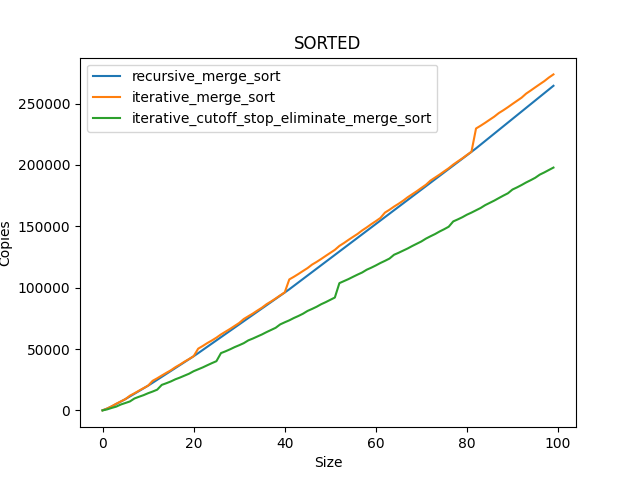 SORTED
recursive_merge_sort
iterative_merge_sort
iterative_cutoff_stop_eliminate_merge_sort
250000
200000
150000
100000
50000
0
Copies
0 20 40 60 80 100
Size